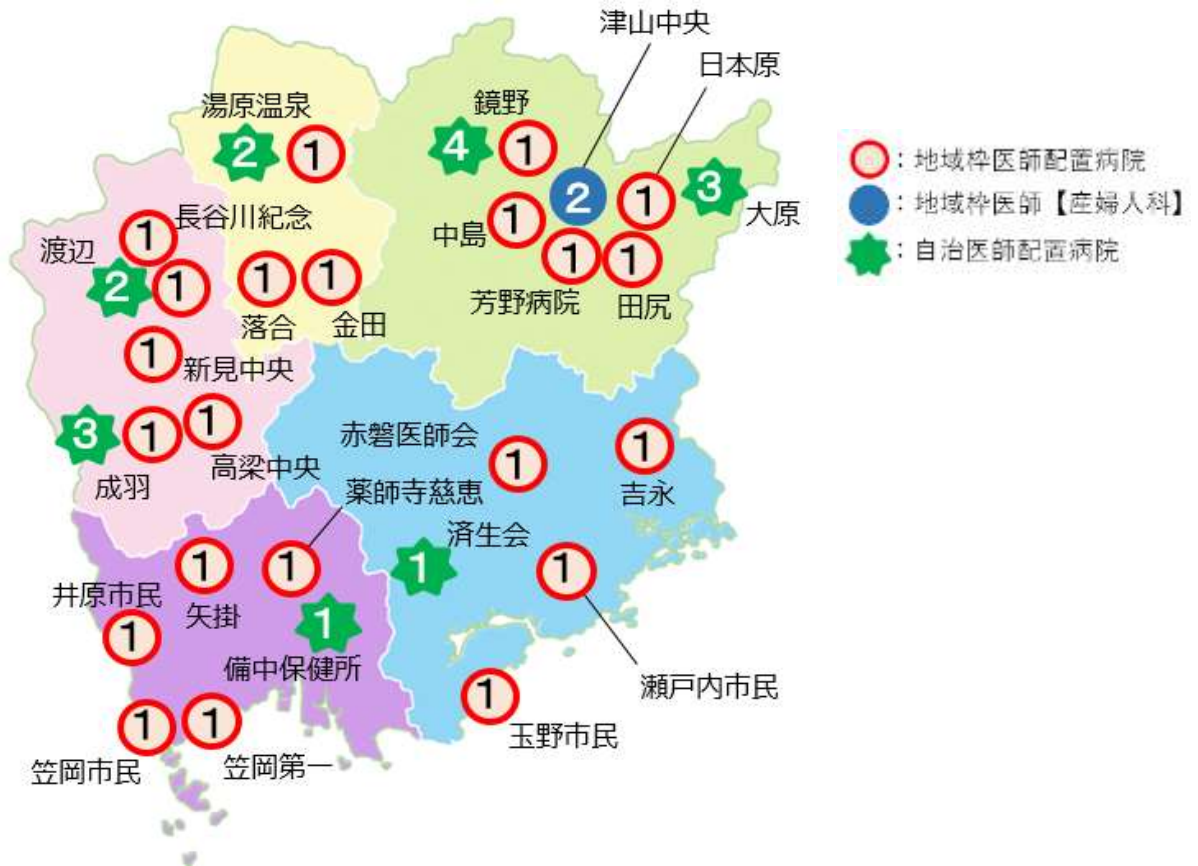 津山中央
日本原
湯原温泉
2
1
鏡野
4
1
2
1
3
大原
中島
1
芳野病院
1
1
田尻
長谷川紀念
渡辺
1
2
1
落合
1
1
金田
1
新見中央
3
1
1
成羽
高梁中央
赤磐医師会
1
1
吉永
薬師寺慈恵
済生会
1
1
1
1
井原市民
1
矢掛
1
備中保健所
瀬戸内市民
1
玉野市民
1
1
笠岡市民
笠岡第一
:地域枠医師配置病院
:地域枠医師【産婦人科】
:自治医師配置病院